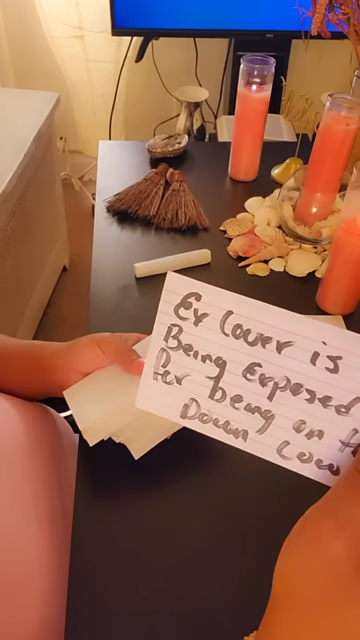 Ex lover is
Being Exposed
for being on t
Down Low